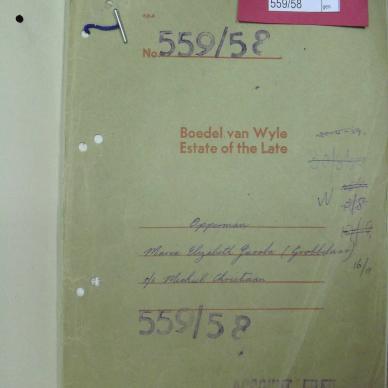 559/58
No. 559/58
Boedel van Wyle
Estate of the Late
Opperman
Maria Elizabeth Jacoba (Grobbelaar)
o/s Michiel Christiaan
559/58